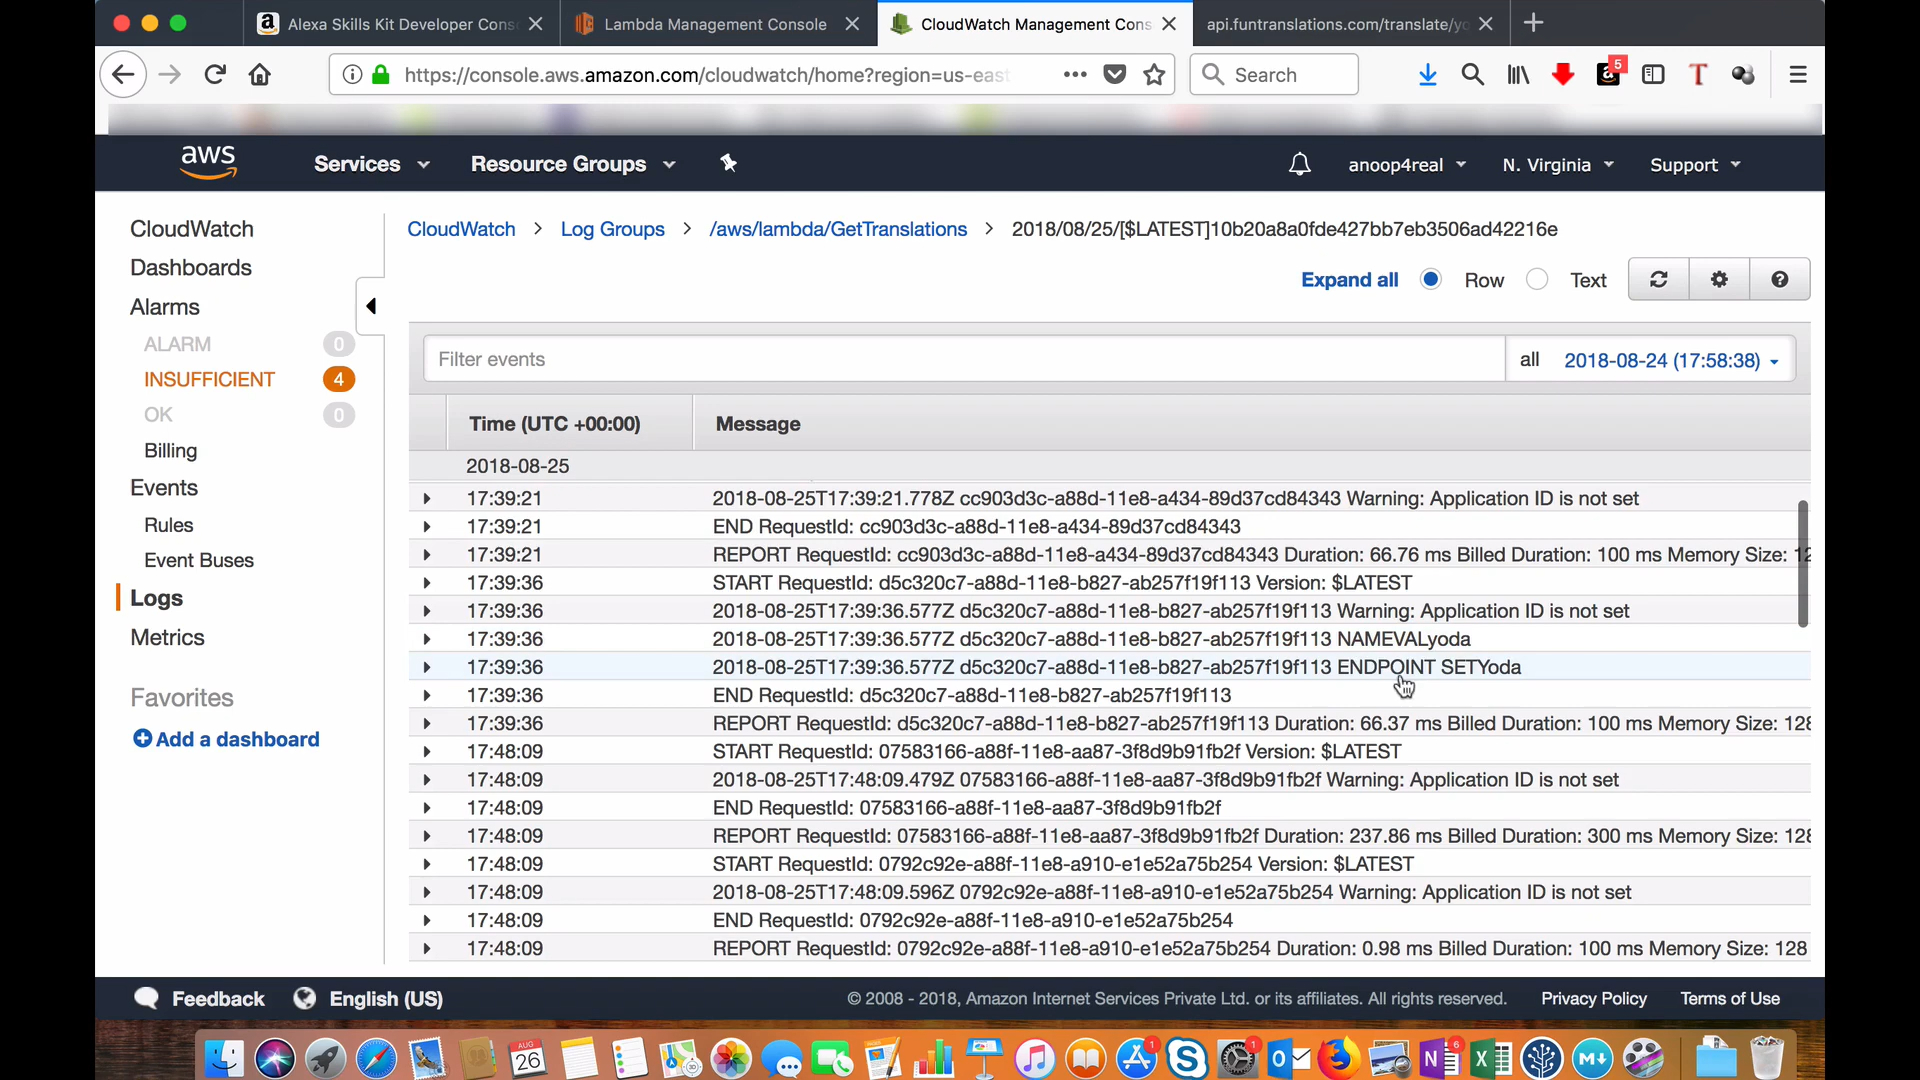 Alexa Skills Kit Developer Cons
Lambda Management Console
CloudWatch Management Cons
api.funtranslations.com/translate/yo
https://console.aws.amazon.com/cloudwatch/home?region=us-east
Search
5
aws
Services
Resource Groups
anoop4real
N. Virginia
Support
CloudWatch
Dashboards
Alarms
ALARM 0
INSUFFICIENT 4
OK 0
Billing
Events
Rules
Event Buses
Logs
Metrics
Favorites
Add a dashboard
CloudWatch > Log Groups > /aws/lambda/GetTranslations > 2018/08/25/[$LATEST]10b20a8a0fde427bb7eb3506ad42216e
Expand all Row Text
Filter events
all 2018-08-24 (17:58:38)
Time (UTC +00:00) Message
2018-08-25
17:39:21 2018-08-25T17:39:21.778Z cc903d3c-a88d-11e8-a434-89d37cd84343 Warning: Application ID is not set
17:39:21 END RequestId: cc903d3c-a88d-11e8-a434-89d37cd84343
17:39:21 REPORT RequestId: cc903d3c-a88d-11e8-a434-89d37cd84343 Duration: 66.76 ms Billed Duration: 100 ms Memory Size: 12
17:39:36 START RequestId: d5c320c7-a88d-11e8-b827-ab257f19f113 Version: $LATEST
17:39:36 2018-08-25T17:39:36.577Z d5c320c7-a88d-11e8-b827-ab257f19f113 Warning: Application ID is not set
17:39:36 2018-08-25T17:39:36.577Z d5c320c7-a88d-11e8-b827-ab257f19f113 NAMEVALyoda
17:39:36 2018-08-25T17:39:36.577Z d5c320c7-a88d-11e8-b827-ab257f19f113 ENDPOINT SETYoda
17:39:36 END RequestId: d5c320c7-a88d-11e8-b827-ab257f19f113
17:39:36 REPORT RequestId: d5c320c7-a88d-11e8-b827-ab257f19f113 Duration: 66.37 ms Billed Duration: 100 ms Memory Size: 128
17:48:09 START RequestId: 07583166-a88f-11e8-aa87-3f8d9b91fb2f Version: $LATEST
17:48:09 2018-08-25T17:48:09.479Z 07583166-a88f-11e8-aa87-3f8d9b91fb2f Warning: Application ID is not set
17:48:09 END RequestId: 07583166-a88f-11e8-aa87-3f8d9b91fb2f
17:48:09 REPORT RequestId: 07583166-a88f-11e8-aa87-3f8d9b91fb2f Duration: 237.86 ms Billed Duration: 300 ms Memory Size: 128
17:48:09 START RequestId: 0792c92e-a88f-11e8-a910-e1e52a75b254 Version: $LATEST
17:48:09 2018-08-25T17:48:09.596Z 0792c92e-a88f-11e8-a910-e1e52a75b254 Warning: Application ID is not set
17:48:09 END RequestId: 0792c92e-a88f-11e8-a910-e1e52a75b254
17:48:09 REPORT RequestId: 0792c92e-a88f-11e8-a910-e1e52a75b254 Duration: 0.98 ms Billed Duration: 100 ms Memory Size: 128
Feedback English (US)
© 2008 - 2018, Amazon Internet Services Private Ltd. or its affiliates. All rights reserved. Privacy Policy Terms of Use
AUG
26
1
1
6